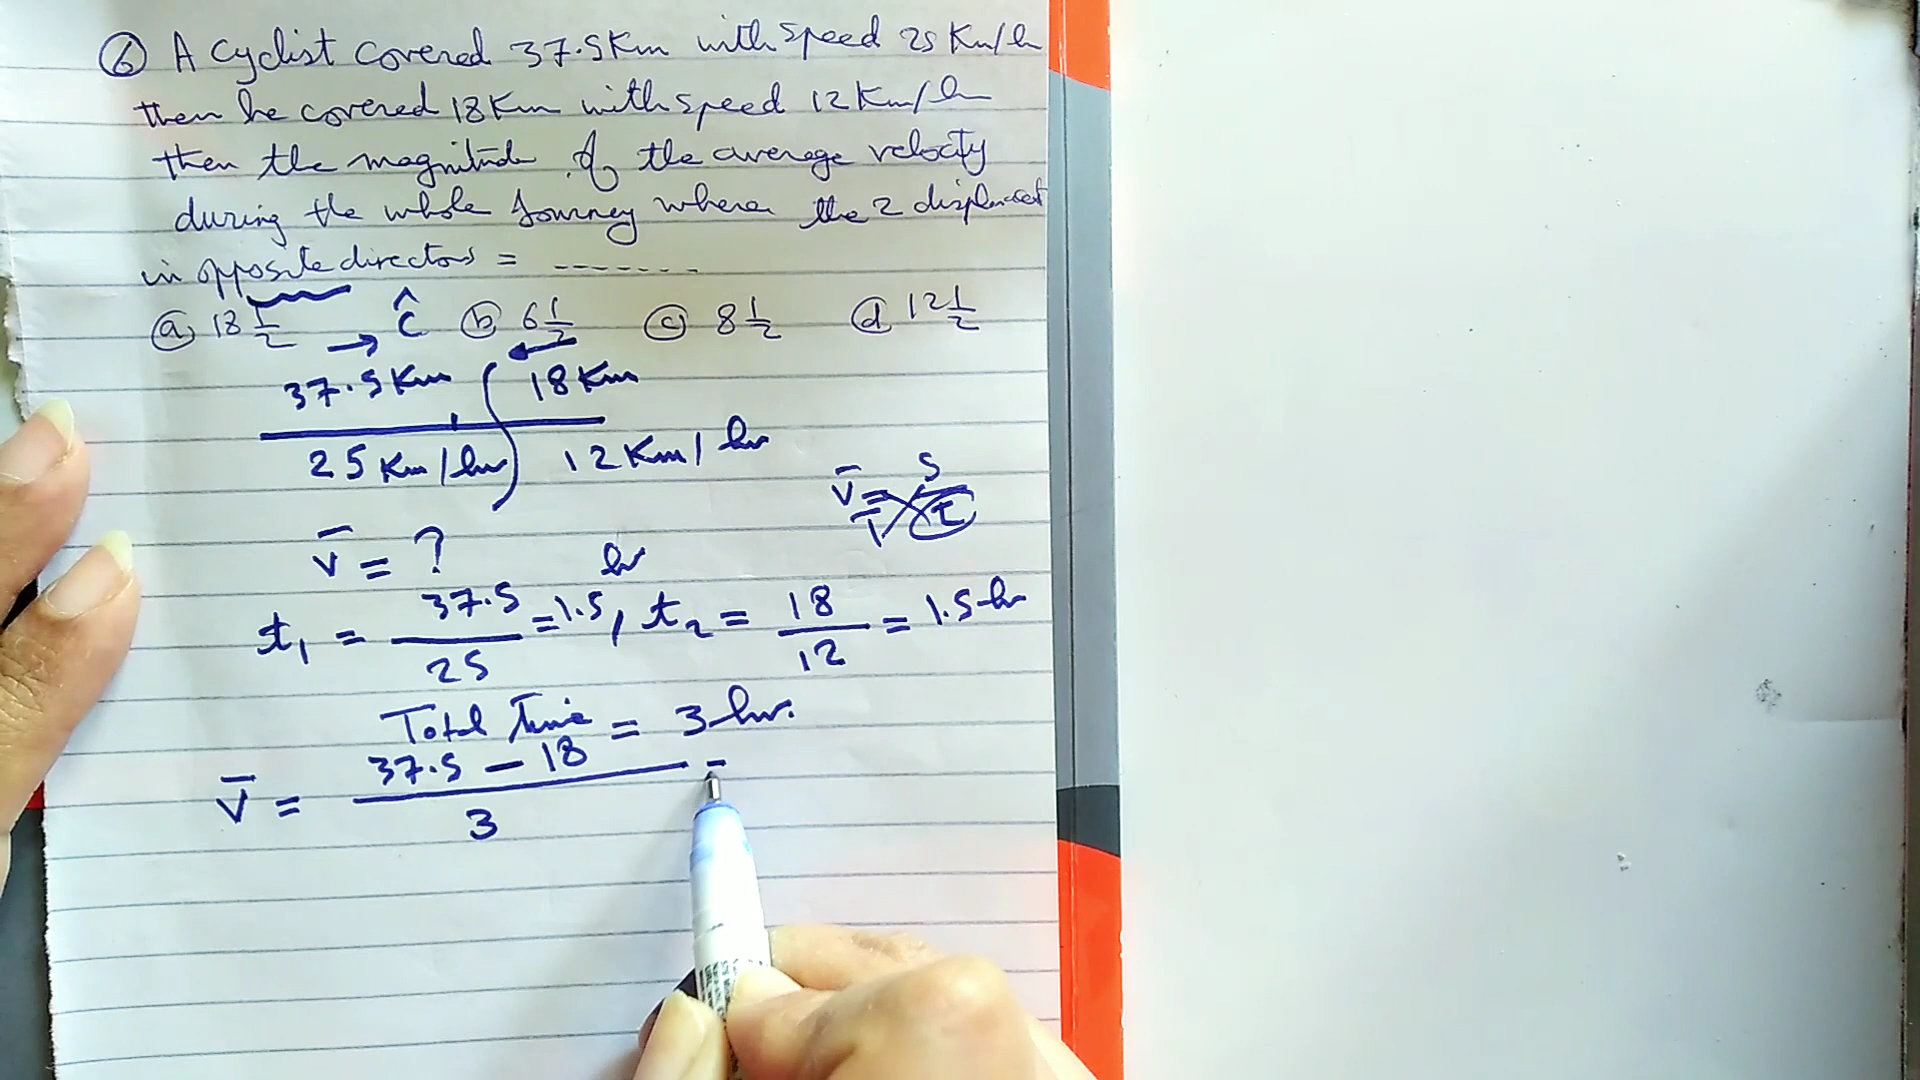 ⑥ A cyclist covered 37.5 Km with speed 25 Km/h
then he covered 18 Km with speed 12 Km/h
then the magnitude of the average velocity
during the whole Journey where the 2 displacement
in opposite directions = -------
ⓐ 18 1/2 ĉ ⓑ 6 1/2 ⓒ 8 1/2 ⓓ 12 1/2
37.5 Km 18 Km
25 Km/hr 12 Km/hr
v̄ = S/t
v̄ = ?
t₁ = 37.5/25 = 1.5 hr, t₂ = 18/12 = 1.5 hr
Total Time = 3 hr.
v̄ = (37.5 − 18)/3 =